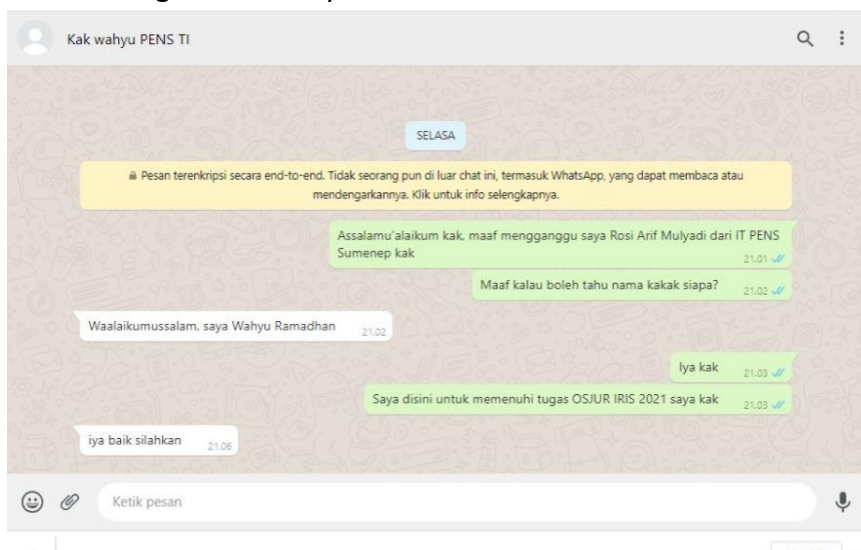 Kak wahyu PENS TI
SELASA
Pesan terenkripsi secara end-to-end. Tidak seorang pun di luar chat ini, termasuk WhatsApp, yang dapat membaca atau
mendengarkannya. Klik untuk info selengkapnya.
Assalamu'alaikum kak, maaf mengganggu saya Rosi Arif Mulyadi dari IT PENS
Sumenep kak
21.01
Maaf kalau boleh tahu nama kakak siapa?
21.02
Waalaikumussalam, saya Wahyu Ramadhan
21.02
Iya kak
21.03
Saya disini untuk memenuhi tugas OSJUR IRIS 2021 saya kak
21.03
iya baik silahkan
21.06
Ketik pesan